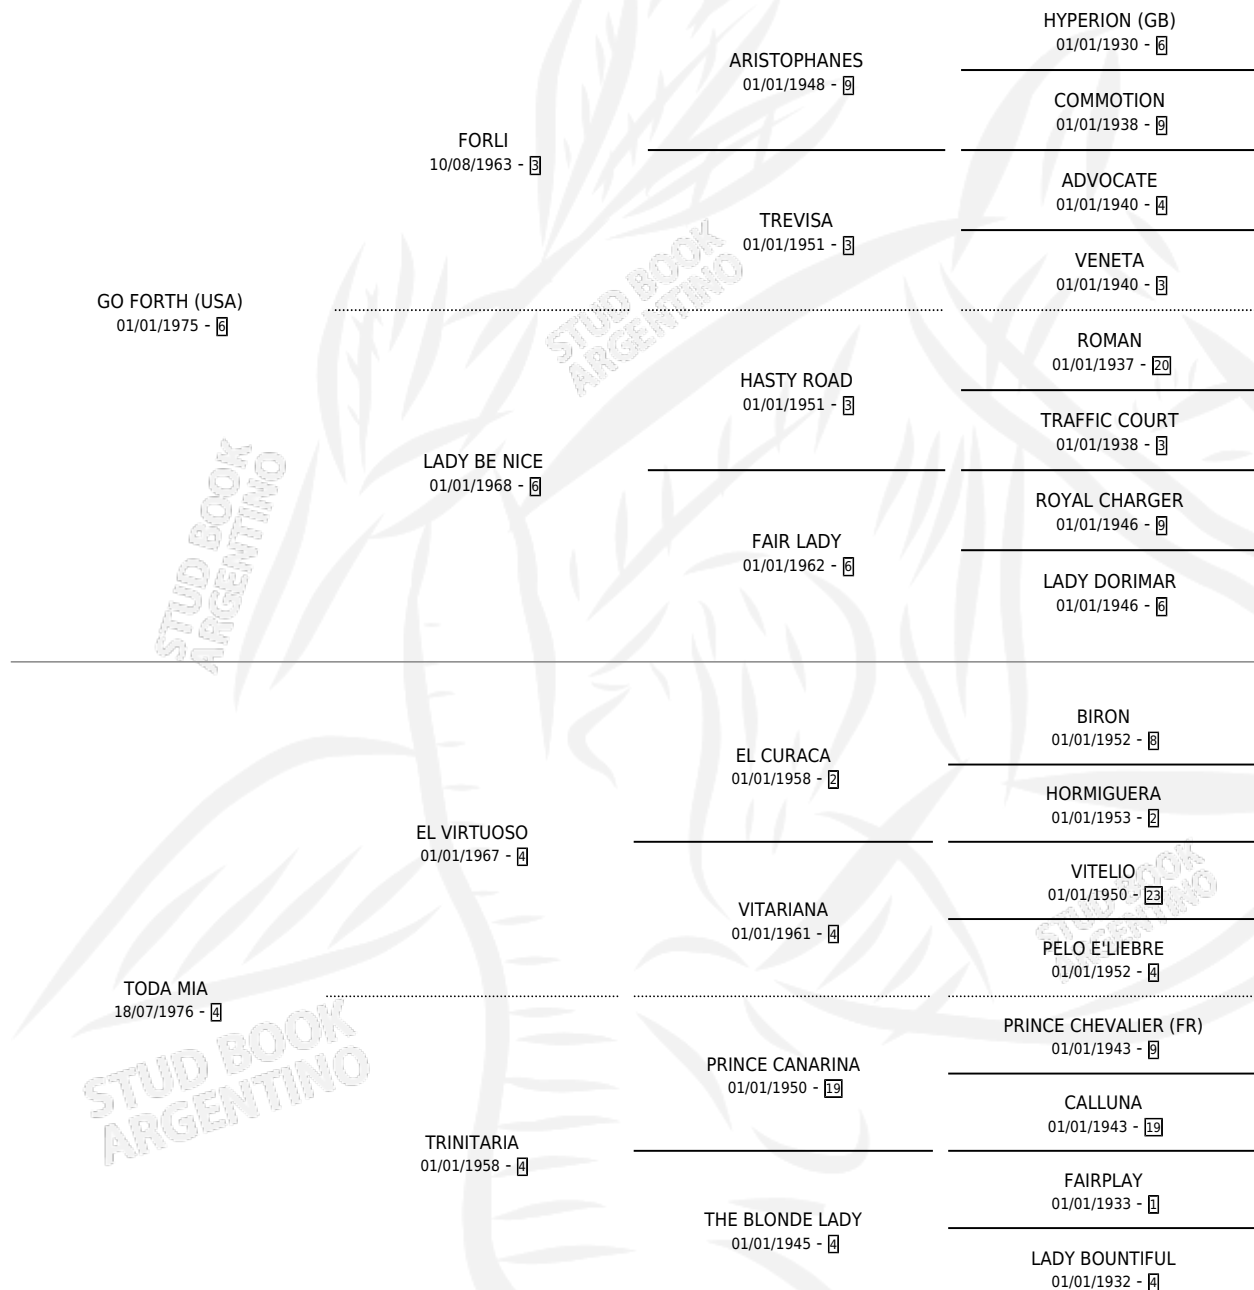 HYPERION (GB)
01/01/1930 - 6
ARISTOPHANES
01/01/1948 - 9
COMMOTION
01/01/1938 - 9
FORLI
10/08/1963 - 3
ADVOCATE
01/01/1940 - 4
TREVISA
01/01/1951 - 3
VENETA
01/01/1940 - 3
GO FORTH (USA)
01/01/1975 - 6
ROMAN
01/01/1937 - 20
HASTY ROAD
01/01/1951 - 3
TRAFFIC COURT
01/01/1938 - 3
LADY BE NICE
01/01/1968 - 6
ROYAL CHARGER
01/01/1946 - 9
FAIR LADY
01/01/1962 - 6
LADY DORIMAR
01/01/1946 - 6
BIRON
01/01/1952 - 8
EL CURACA
01/01/1958 - 2
HORMIGUERA
01/01/1953 - 2
EL VIRTUOSO
01/01/1967 - 4
VITELIO
01/01/1950 - 23
VITARIANA
01/01/1961 - 4
PELO E'LIEBRE
01/01/1952 - 4
TODA MIA
18/07/1976 - 4
PRINCE CHEVALIER (FR)
01/01/1943 - 9
PRINCE CANARINA
01/01/1950 - 19
CALLUNA
01/01/1943 - 19
TRINITARIA
01/01/1958 - 4
FAIRPLAY
01/01/1933 - 1
THE BLONDE LADY
01/01/1945 - 4
LADY BOUNTIFUL
01/01/1932 - 4
STUD BOOK
ARGENTINO
STUD BOOK
ARGENTINO
STUD BOOK
ARGENTINO
STUD BOOK
ARGENTINO